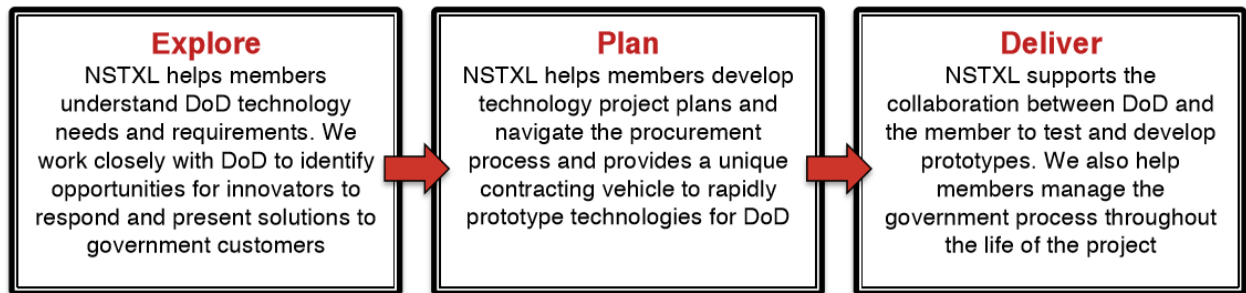 Explore
NSTXL helps members
understand DoD technology
needs and requirements. We
work closely with DoD to identify
opportunities for innovators to
respond and present solutions to
government customers
Plan
NSTXL helps members develop
technology project plans and
navigate the procurement
process and provides a unique
contracting vehicle to rapidly
prototype technologies for DoD
Deliver
NSTXL supports the
collaboration between DoD and
the member to test and develop
prototypes. We also help
members manage the
government process throughout
the life of the project